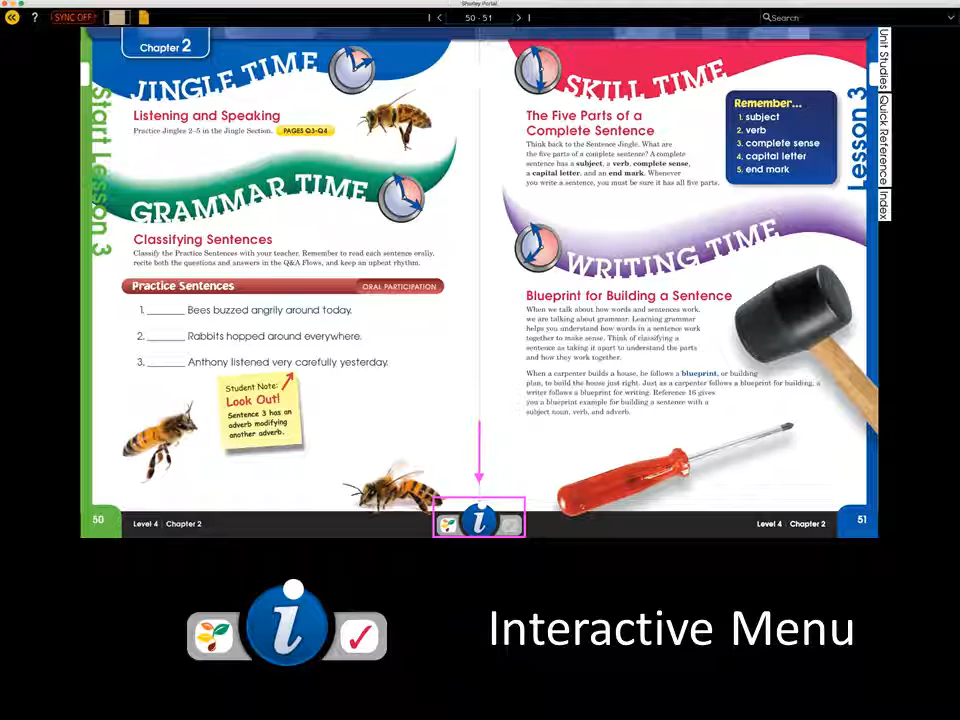 Shurley Portal
?
SYNC OFF
50 - 51
Search
Chapter 2
JINGLE TIME
Listening and Speaking
Practice Jingles 2–5 in the Jingle Section. PAGES Q3–Q4
GRAMMAR TIME
Classifying Sentences
Classify the Practice Sentences with your teacher. Remember to read each sentence orally,
recite both the questions and answers in the Q&A Flows, and keep an upbeat rhythm.
Practice Sentences ORAL PARTICIPATION
1. ______ Bees buzzed angrily around today.
2. ______ Rabbits hopped around everywhere.
3. ______ Anthony listened very carefully yesterday.
Student Note:
Look Out!
Sentence 3 has an
adverb modifying
another adverb.
Start Lesson 3
50
Level 4 | Chapter 2
SKILL TIME
The Five Parts of a
Complete Sentence
Think back to the Sentence Jingle. What are
the five parts of a complete sentence? A complete
sentence has a subject, a verb, complete sense,
a capital letter, and an end mark. Whenever
you write a sentence, you must be sure it has all five parts.
Remember...
1. subject
2. verb
3. complete sense
4. capital letter
5. end mark
WRITING TIME
Blueprint for Building a Sentence
When we talk about how words and sentences work,
we are talking about grammar. Learning grammar
helps you understand how words in a sentence work
together to make sense. Think of classifying a
sentence as taking it apart to understand the parts
and how they work together.
When a carpenter builds a house, he follows a blueprint, or building
plan, to build the house just right. Just as a carpenter follows a blueprint for building, a
writer follows a blueprint for writing. Reference 16 gives
you a blueprint example for building a sentence with a
subject noun, verb, and adverb.
Lesson 3
Unit Studies
Quick Reference
Index
Level 4 | Chapter 2
51
i
i
Interactive Menu